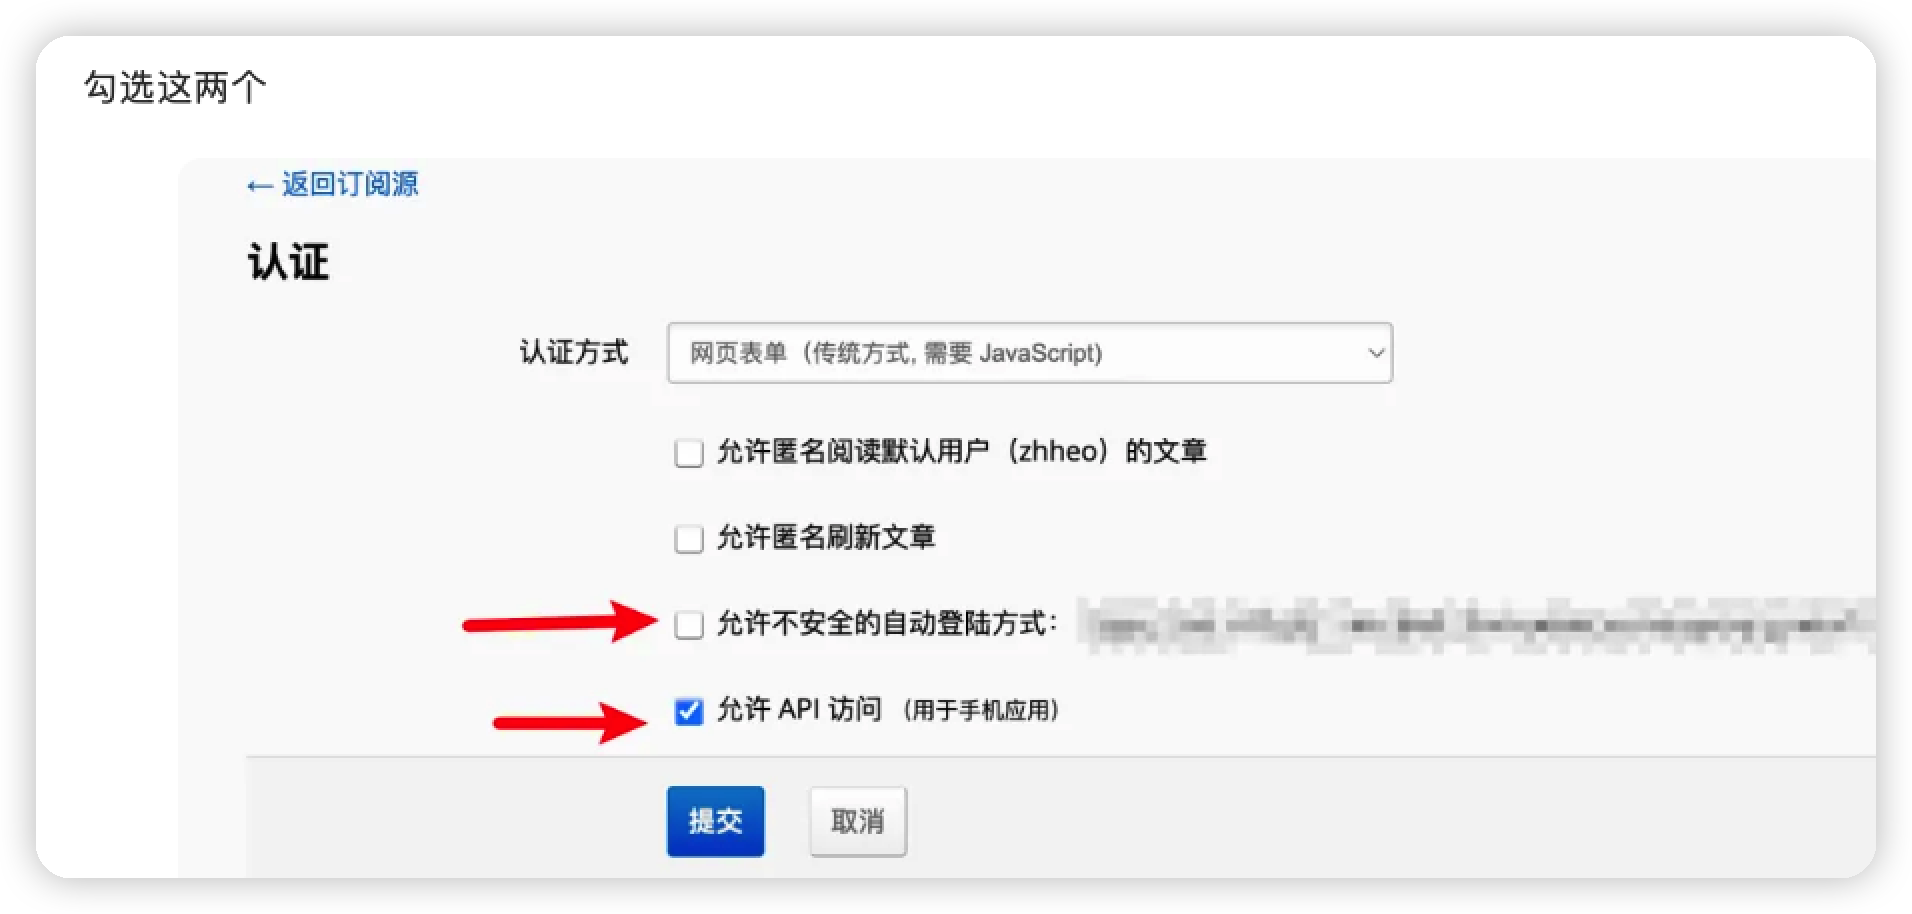 勾选这两个
← 返回订阅源
认证
认证方式 网页表单（传统方式, 需要 JavaScript)
允许匿名阅读默认用户（zhheo）的文章
允许匿名刷新文章
允许不安全的自动登陆方式：
允许 API 访问 （用于手机应用）
提交 取消